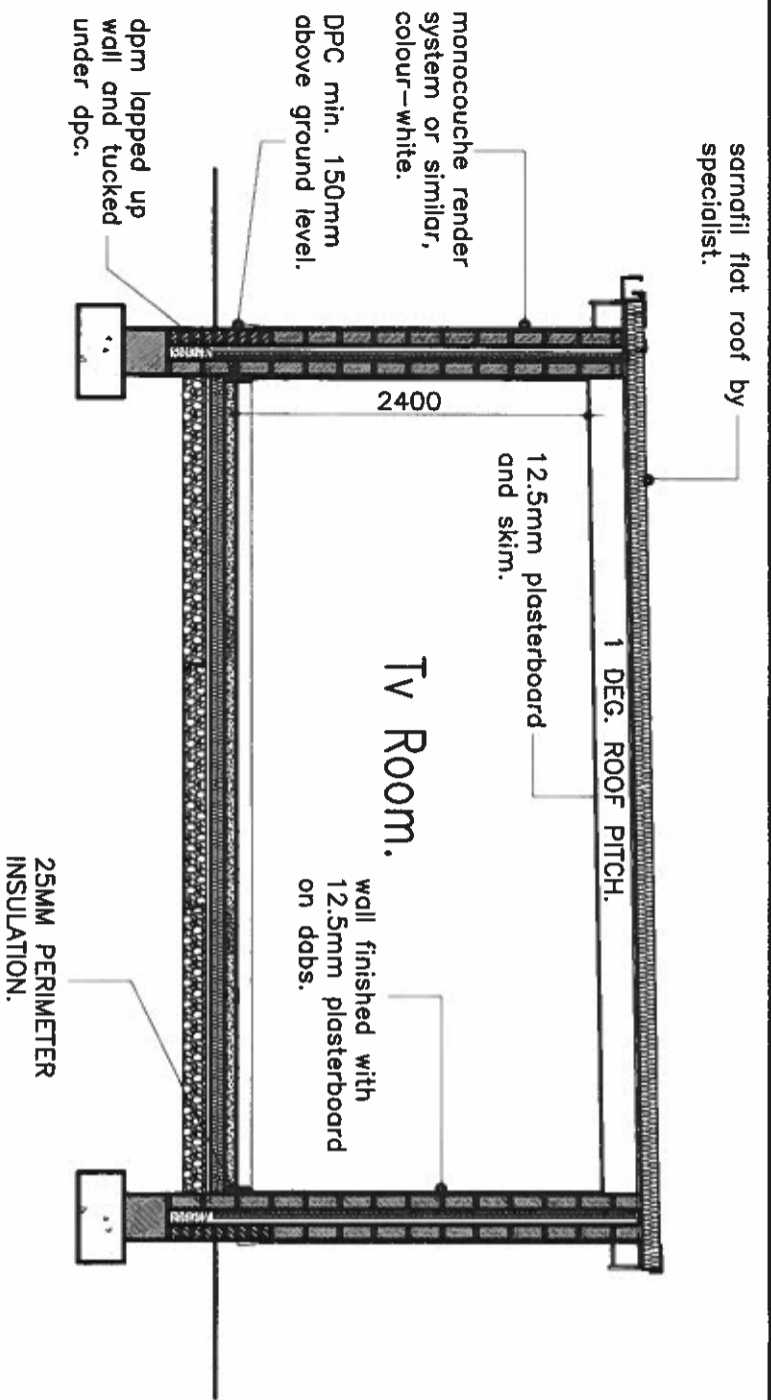 sarnafil flat roof by
specialist.
monocouche render
system or similar,
colour-white.
DPC min. 150mm
above ground level.
dpm lapped up
wall and tucked
under dpc.
1 DEG. ROOF PITCH.
12.5mm plasterboard
and skim.
2400
Tv Room.
wall finished with
12.5mm plasterboard
on dabs.
25MM PERIMETER
INSULATION.